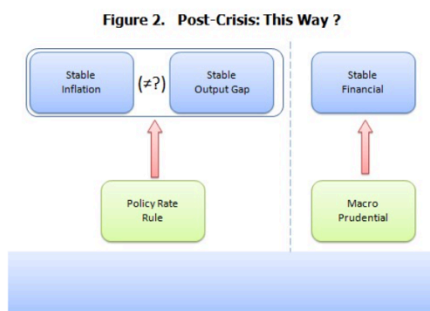 Figure 2. Post-Crisis: This Way ?
Stable
Inflation
(≠?)
Stable
Output Gap
Stable
Financial
Policy Rate
Rule
Macro
Prudential